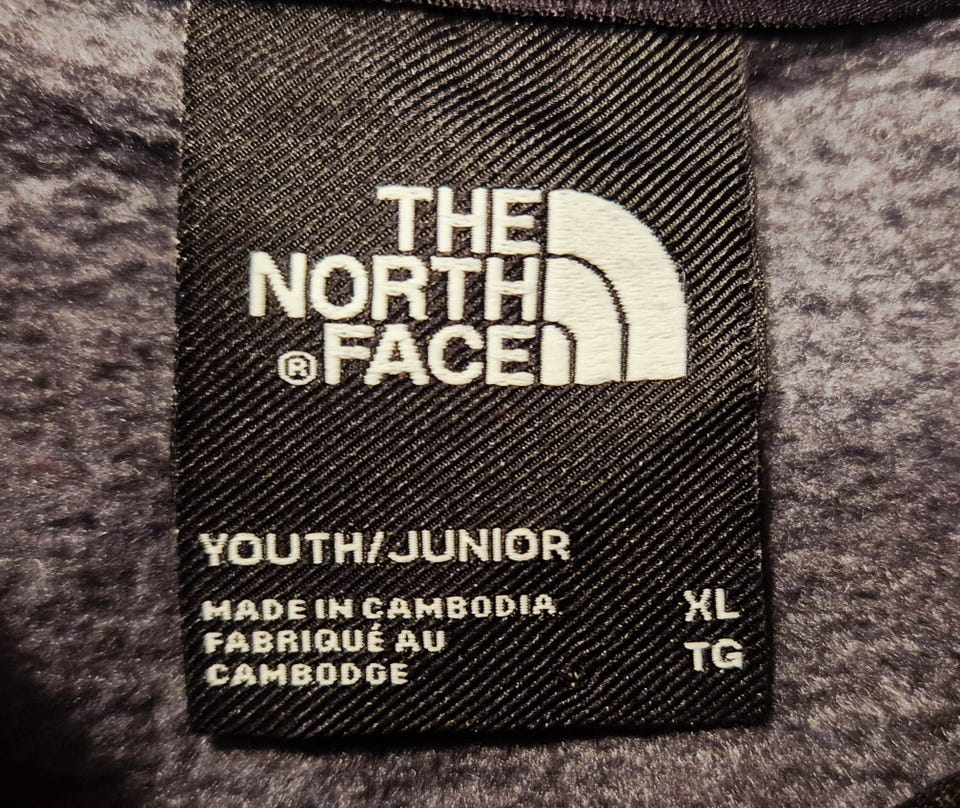 THE
NORTH
®FACE
YOUTH/JUNIOR
MADE IN CAMBODIA XL
FABRIQUÉ AU TG
CAMBODGE